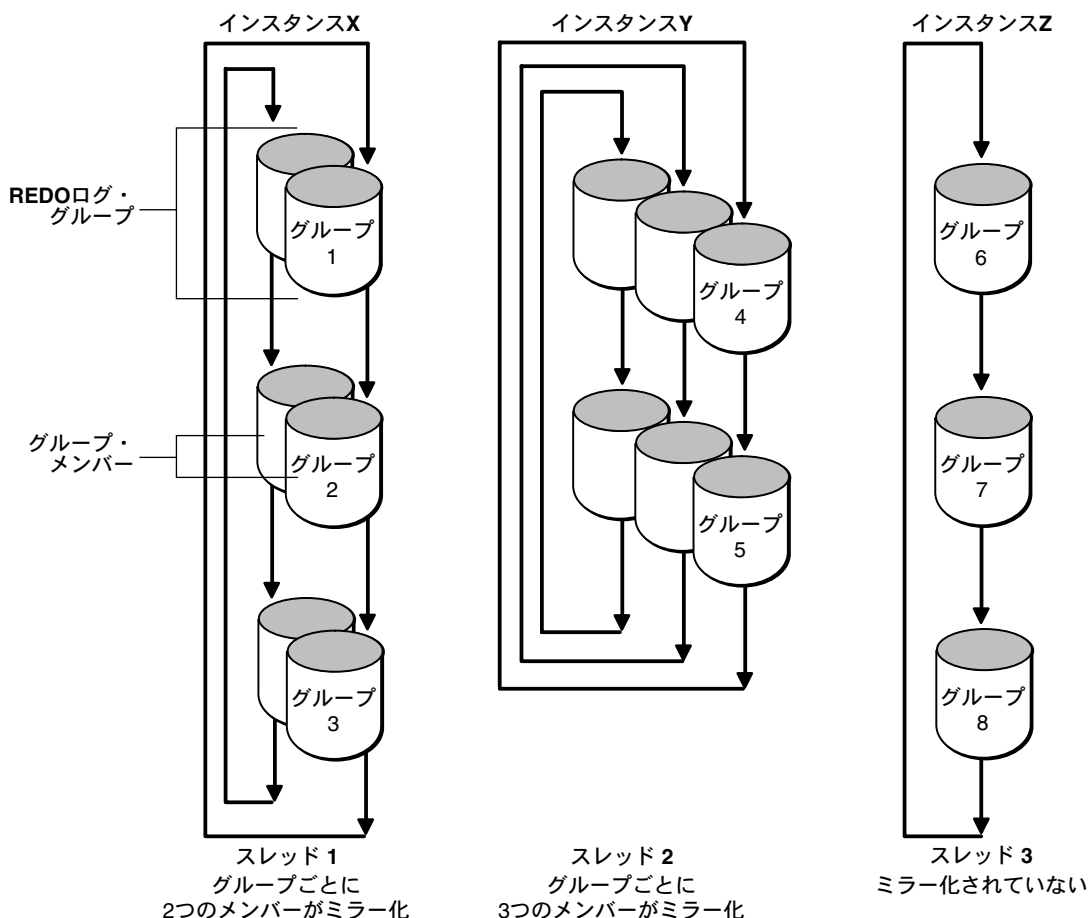 インスタンスX
インスタンスY
インスタンスZ
REDOログ・
グループ
グループ・
メンバー
グループ
1
グループ
2
グループ
3
グループ
4
グループ
5
グループ
6
グループ
7
グループ
8
スレッド 1
グループごとに
2つのメンバーがミラー化
スレッド 2
グループごとに
3つのメンバーがミラー化
スレッド 3
ミラー化されていない